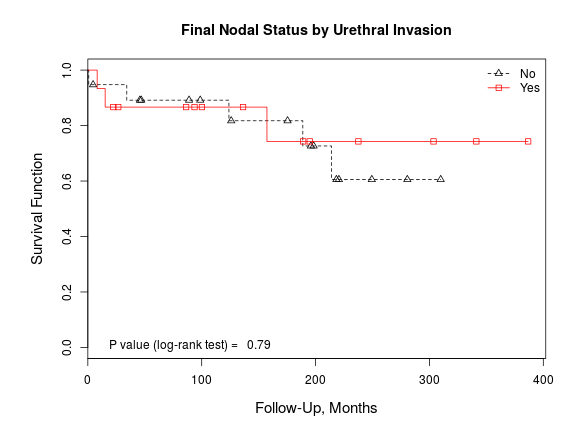 Final Nodal Status by Urethral Invasion
No
Yes
1.0
0.8
0.6
0.4
0.2
0.0
Survival Function
P value (log-rank test) = 0.79
0 100 200 300 400
Follow-Up, Months